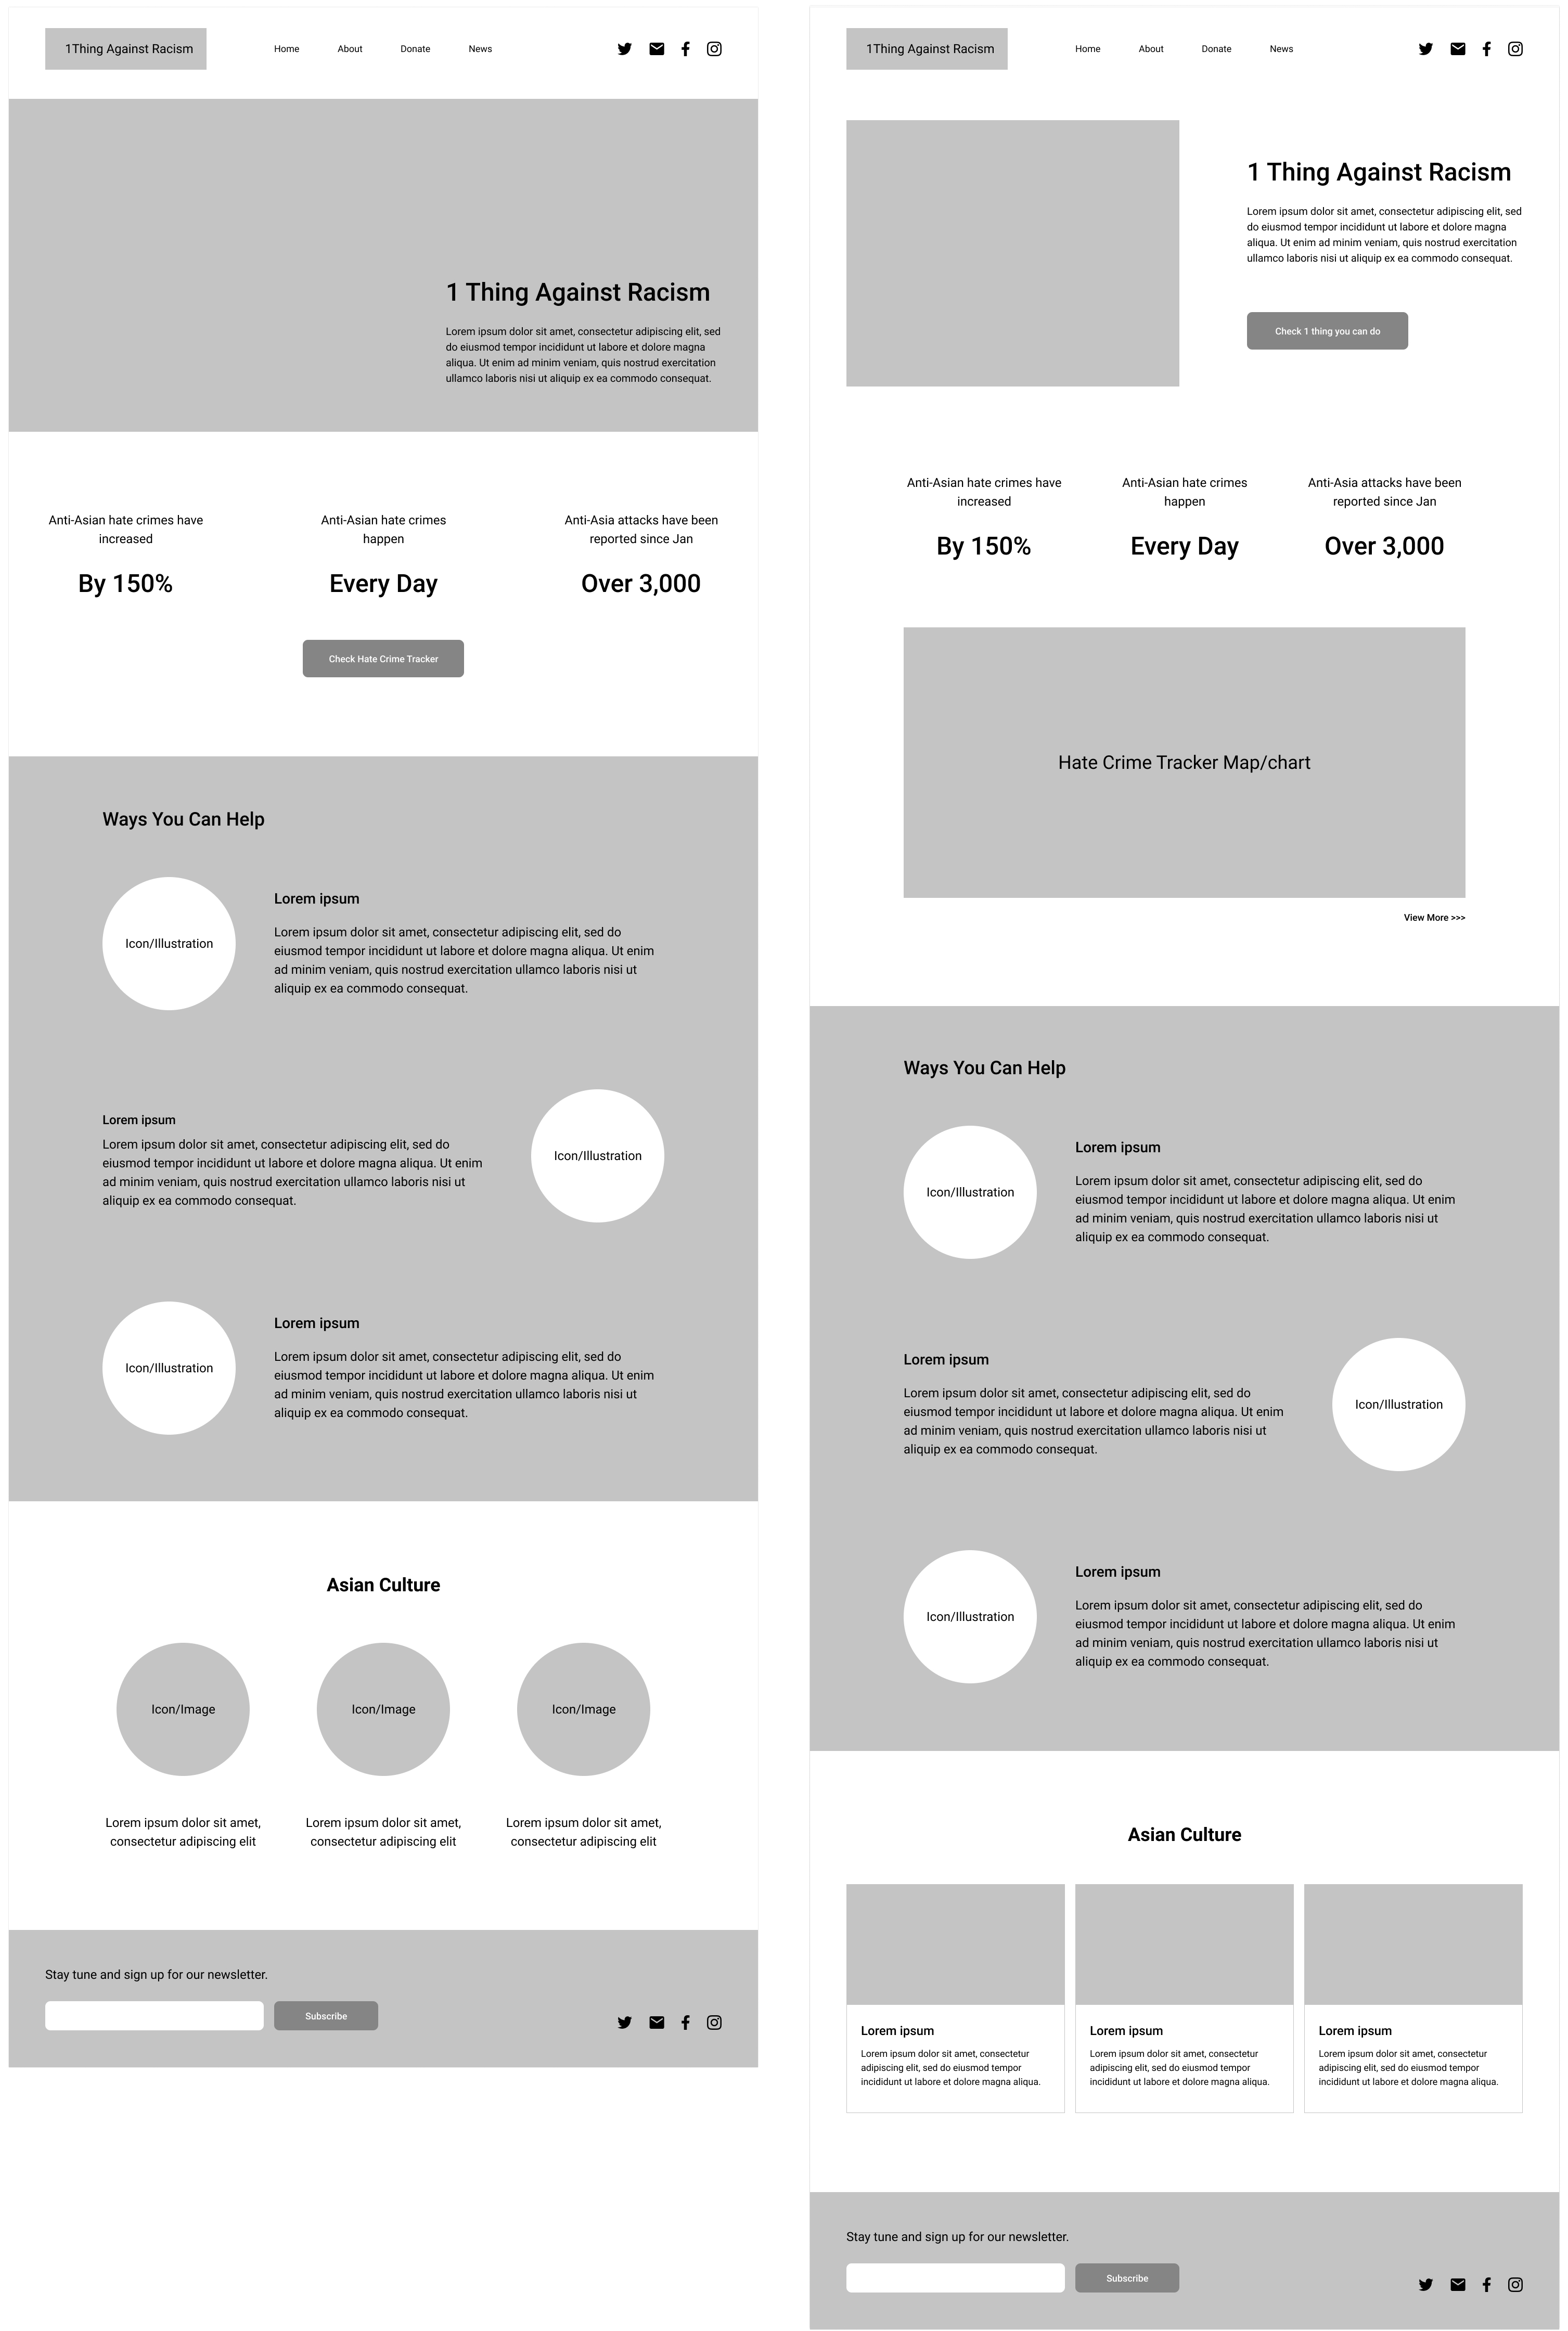 1Thing Against Racism
Home
About
Donate
News
1 Thing Against Racism
Lorem ipsum dolor sit amet, consectetur adipiscing elit, sed
do eiusmod tempor incididunt ut labore et dolore magna
aliqua. Ut enim ad minim veniam, quis nostrud exercitation
ullamco laboris nisi ut aliquip ex ea commodo consequat.
Anti-Asian hate crimes have
increased
By 150%
Anti-Asian hate crimes
happen
Every Day
Anti-Asia attacks have been
reported since Jan
Over 3,000
Check Hate Crime Tracker
Ways You Can Help
Icon/Illustration
Lorem ipsum
Lorem ipsum dolor sit amet, consectetur adipiscing elit, sed do
eiusmod tempor incididunt ut labore et dolore magna aliqua. Ut enim
ad minim veniam, quis nostrud exercitation ullamco laboris nisi ut
aliquip ex ea commodo consequat.
Lorem ipsum
Lorem ipsum dolor sit amet, consectetur adipiscing elit, sed do
eiusmod tempor incididunt ut labore et dolore magna aliqua. Ut enim
ad minim veniam, quis nostrud exercitation ullamco laboris nisi ut
aliquip ex ea commodo consequat.
Icon/Illustration
Icon/Illustration
Lorem ipsum
Lorem ipsum dolor sit amet, consectetur adipiscing elit, sed do
eiusmod tempor incididunt ut labore et dolore magna aliqua. Ut enim
ad minim veniam, quis nostrud exercitation ullamco laboris nisi ut
aliquip ex ea commodo consequat.
Asian Culture
Icon/Image
Icon/Image
Icon/Image
Lorem ipsum dolor sit amet,
consectetur adipiscing elit
Lorem ipsum dolor sit amet,
consectetur adipiscing elit
Lorem ipsum dolor sit amet,
consectetur adipiscing elit
Stay tune and sign up for our newsletter.
Subscribe
1Thing Against Racism
Home
About
Donate
News
1 Thing Against Racism
Lorem ipsum dolor sit amet, consectetur adipiscing elit, sed
do eiusmod tempor incididunt ut labore et dolore magna
aliqua. Ut enim ad minim veniam, quis nostrud exercitation
ullamco laboris nisi ut aliquip ex ea commodo consequat.
Check 1 thing you can do
Anti-Asian hate crimes have
increased
By 150%
Anti-Asian hate crimes
happen
Every Day
Anti-Asia attacks have been
reported since Jan
Over 3,000
Hate Crime Tracker Map/chart
View More >>>
Ways You Can Help
Icon/Illustration
Lorem ipsum
Lorem ipsum dolor sit amet, consectetur adipiscing elit, sed do
eiusmod tempor incididunt ut labore et dolore magna aliqua. Ut enim
ad minim veniam, quis nostrud exercitation ullamco laboris nisi ut
aliquip ex ea commodo consequat.
Lorem ipsum
Lorem ipsum dolor sit amet, consectetur adipiscing elit, sed do
eiusmod tempor incididunt ut labore et dolore magna aliqua. Ut enim
ad minim veniam, quis nostrud exercitation ullamco laboris nisi ut
aliquip ex ea commodo consequat.
Icon/Illustration
Icon/Illustration
Lorem ipsum
Lorem ipsum dolor sit amet, consectetur adipiscing elit, sed do
eiusmod tempor incididunt ut labore et dolore magna aliqua. Ut enim
ad minim veniam, quis nostrud exercitation ullamco laboris nisi ut
aliquip ex ea commodo consequat.
Asian Culture
Lorem ipsum
Lorem ipsum dolor sit amet, consectetur
adipiscing elit, sed do eiusmod tempor
incididunt ut labore et dolore magna aliqua.
Lorem ipsum
Lorem ipsum dolor sit amet, consectetur
adipiscing elit, sed do eiusmod tempor
incididunt ut labore et dolore magna aliqua.
Lorem ipsum
Lorem ipsum dolor sit amet, consectetur
adipiscing elit, sed do eiusmod tempor
incididunt ut labore et dolore magna aliqua.
Stay tune and sign up for our newsletter.
Subscribe